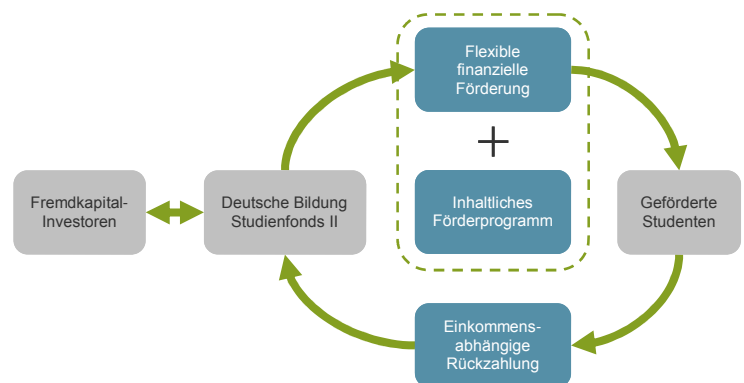 Flexible
finanzielle
Förderung
+
Fremdkapital-
Investoren
Deutsche Bildung
Studienfonds II
Inhaltliches
Förderprogramm
Geförderte
Studenten
Einkommens-
abhängige
Rückzahlung